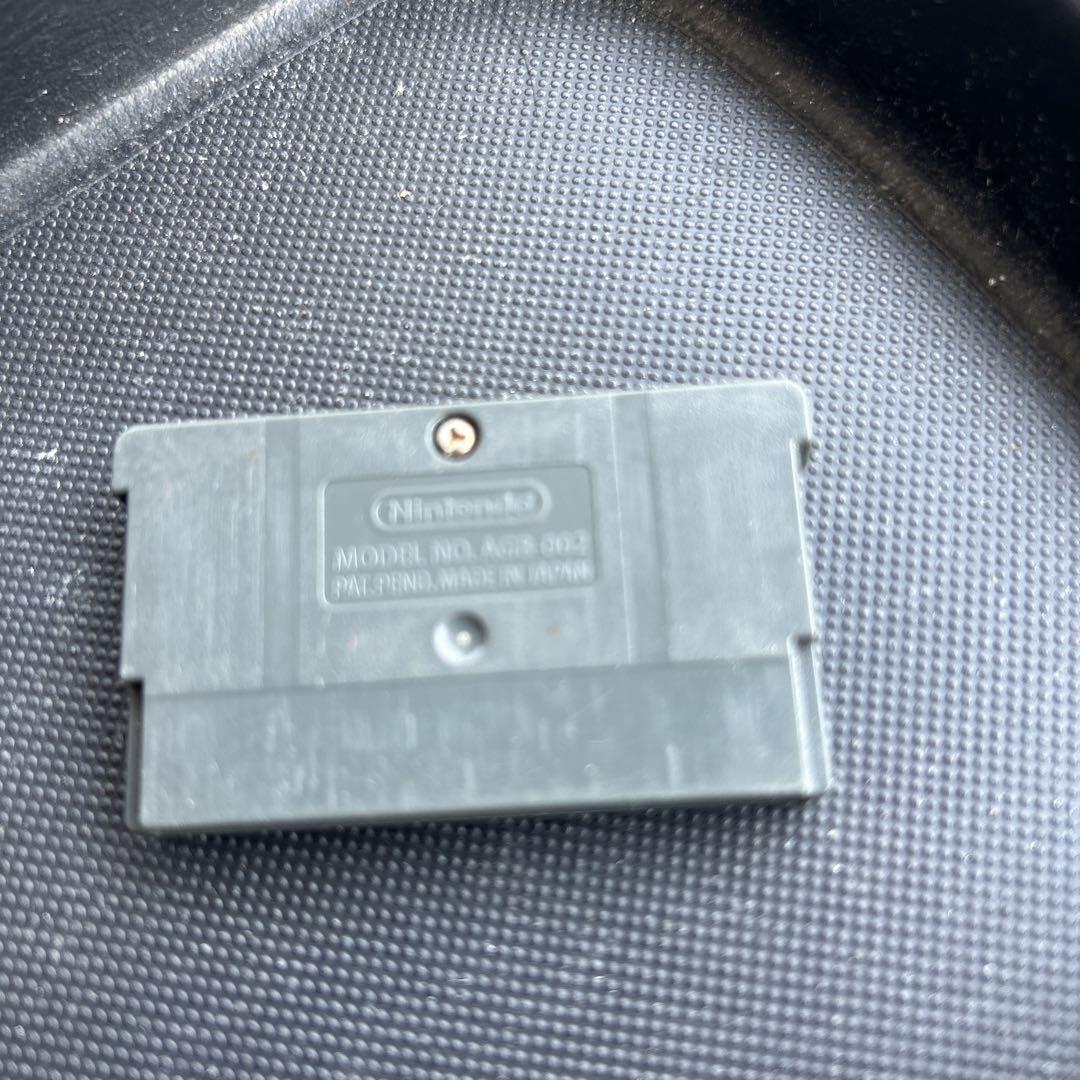 Nintendo
MODEL NO. AGB-002
PAT.PEND. MADE IN JAPAN